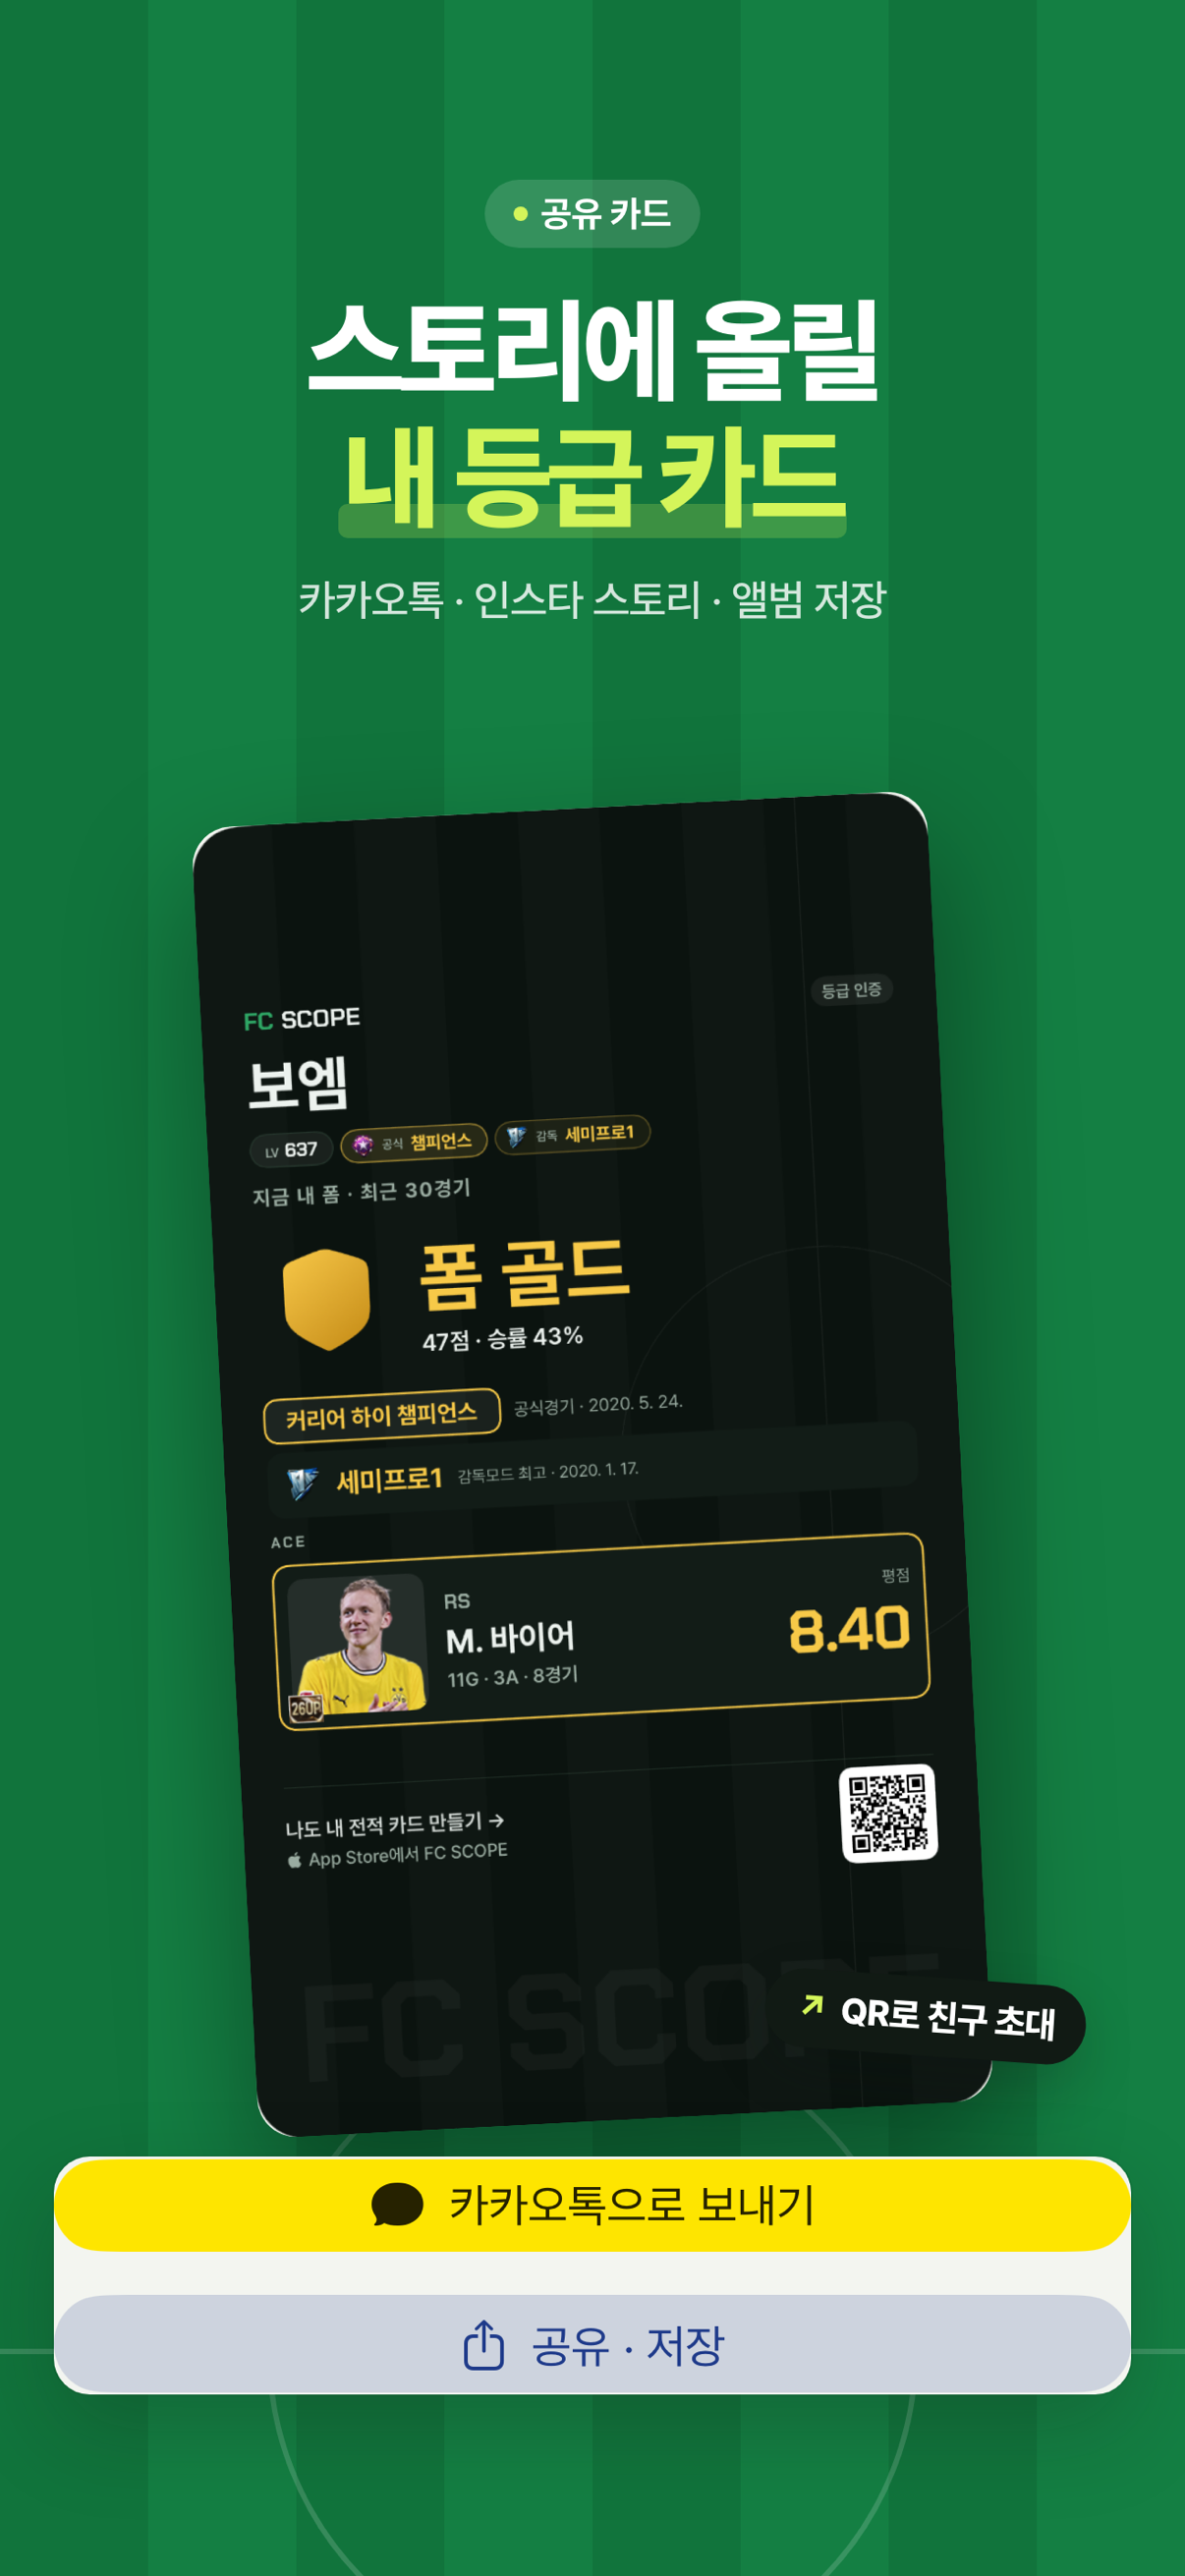 공유 카드
스토리에 올릴
내 등급 카드
카카오톡 · 인스타 스토리 · 앨범 저장
등급 인증
FC SCOPE
보엠
LV 637 공식 챔피언스 감독 세미프로1
지금 내 폼 · 최근 30경기
폼 골드
47점 · 승률 43%
커리어 하이 챔피언스 공식경기 · 2020. 5. 24.
세미프로1 감독모드 최고 · 2020. 1. 17.
ACE
RS
M. 바이어
11G · 3A · 8경기
평점
8.40
26UP
나도 내 전적 카드 만들기 →
App Store에서 FC SCOPE
FC SCOPE
↗ QR로 친구 초대
카카오톡으로 보내기
공유 · 저장